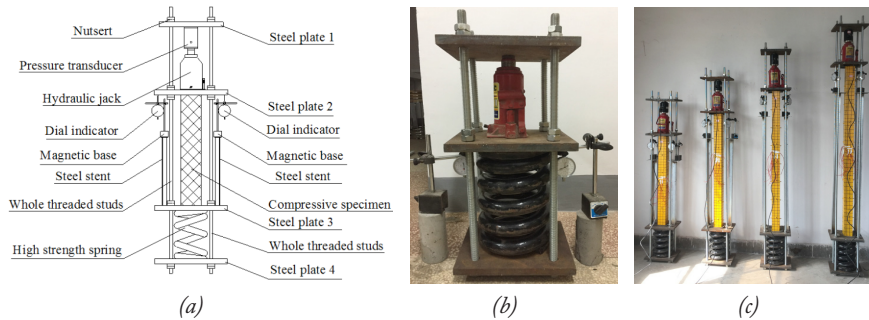 Nutsert
Steel plate 1
Pressure transducer
Hydraulic jack
Steel plate 2
Dial indicator
Dial indicator
Magnetic base
Magnetic base
Steel stent
Steel stent
Whole threaded studs
Compressive specimen
Steel plate 3
High strength spring
Whole threaded studs
Steel plate 4
(a)
(b)
(c)